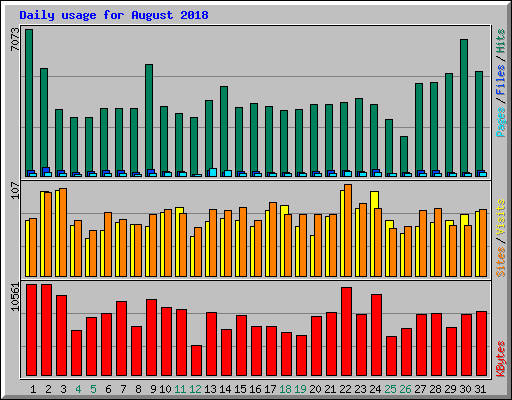 Daily usage for August 2018
7073
Pages / Files / Hits
107
Sites / Visits
10561
KBytes
1 2 3 4 5 6 7 8 9 10 11 12 13 14 15 16 17 18 19 20 21 22 23 24 25 26 27 28 29 30 31